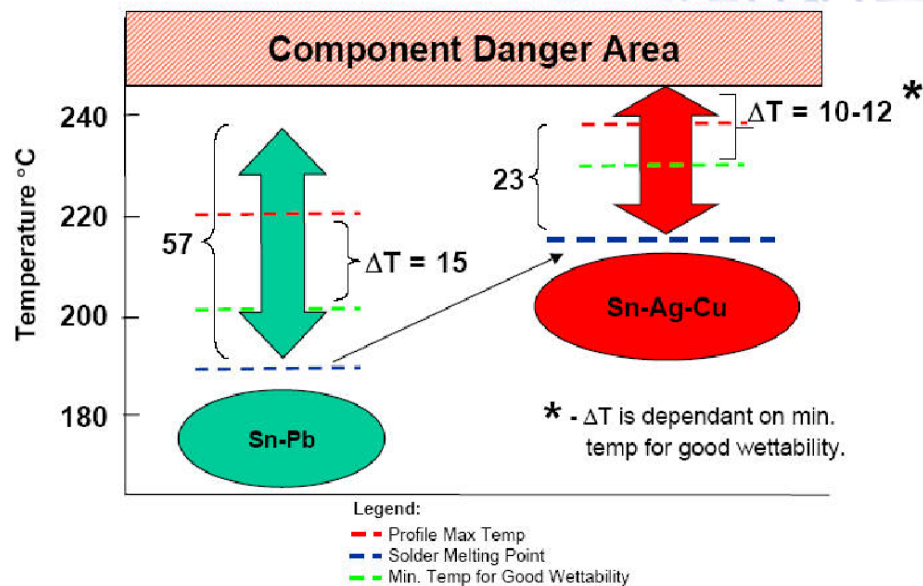 Component Danger Area
Temperature °C
240
230
220
200
180
57
ΔT = 15
Sn-Pb
23
ΔT = 10-12 *
Sn-Ag-Cu
* - ΔT is dependant on min.
temp for good wettability.
Legend:
Profile Max Temp
Solder Melting Point
Min. Temp for Good Wettability